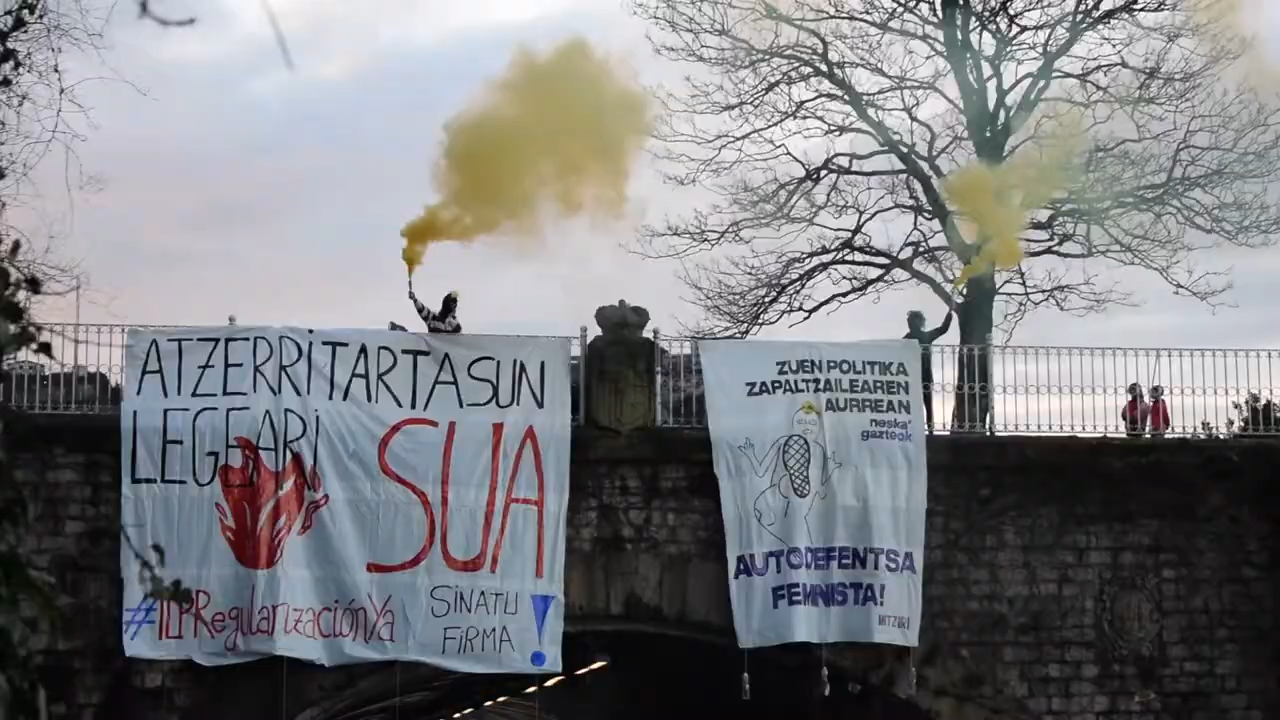 ATZERRiTARTASUN
LEGEARi
SUA
#ILPRegularizaciónYa
SiNATU
FiRMA
!
ZUEN POLITIKA
ZAPALTZAILEAREN
AURREAN
neska*
gazteok
AUTODEFENTSA
FEMINISTA!